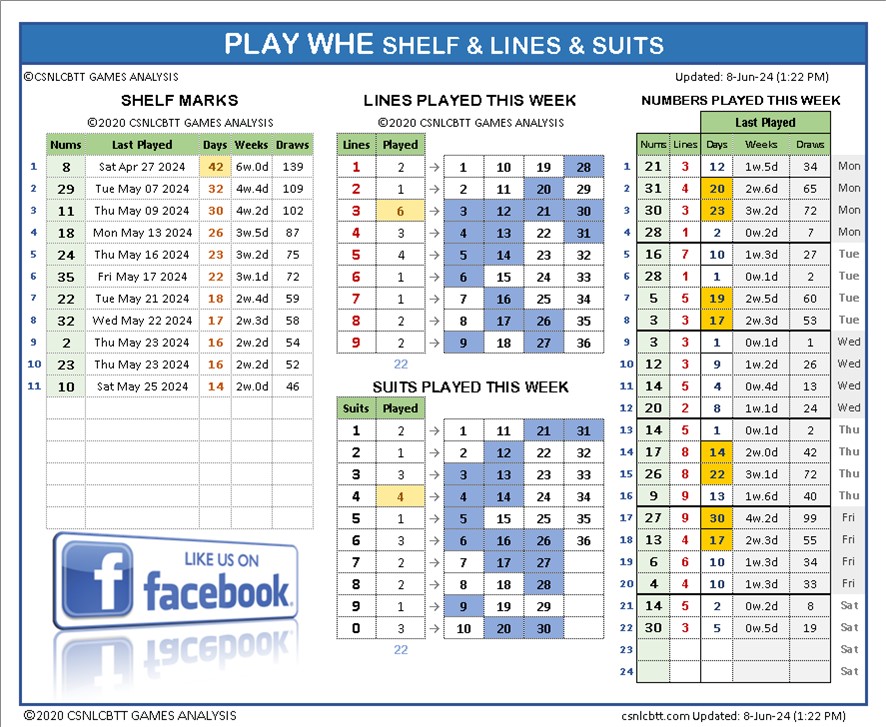 PLAY WHE SHELF & LINES & SUITS
©CSNLCBTT GAMES ANALYSIS
Updated: 8-Jun-24 (1:22 PM)
SHELF MARKS
©2020 CSNLCBTT GAMES ANALYSIS
Nums Last Played Days Weeks Draws
1 8 Sat Apr 27 2024 42 6w.0d 139
2 29 Tue May 07 2024 32 4w.4d 109
3 11 Thu May 09 2024 30 4w.2d 102
4 18 Mon May 13 2024 26 3w.5d 87
5 24 Thu May 16 2024 23 3w.2d 75
6 35 Fri May 17 2024 22 3w.1d 72
7 22 Tue May 21 2024 18 2w.4d 59
8 32 Wed May 22 2024 17 2w.3d 58
9 2 Thu May 23 2024 16 2w.2d 54
10 23 Thu May 23 2024 16 2w.2d 52
11 10 Sat May 25 2024 14 2w.0d 46
LIKE US ON
f facebook
LINES PLAYED THIS WEEK
©2020 CSNLCBTT GAMES ANALYSIS
Lines Played
1 2 → 1 10 19 28
2 1 → 2 11 20 29
3 6 → 3 12 21 30
4 3 → 4 13 22 31
5 4 → 5 14 23 32
6 1 → 6 15 24 33
7 1 → 7 16 25 34
8 2 → 8 17 26 35
9 2 → 9 18 27 36
22
SUITS PLAYED THIS WEEK
Suits Played
1 2 → 1 11 21 31
2 1 → 2 12 22 32
3 3 → 3 13 23 33
4 4 → 4 14 24 34
5 1 → 5 15 25 35
6 3 → 6 16 26 36
7 2 → 7 17 27
8 2 → 8 18 28
9 1 → 9 19 29
0 3 → 10 20 30
22
NUMBERS PLAYED THIS WEEK
Last Played
Nums Lines Days Weeks Draws
1 21 3 12 1w.5d 34 Mon
2 31 4 20 2w.6d 65 Mon
3 30 3 23 3w.2d 72 Mon
4 28 1 2 0w.2d 7 Mon
5 16 7 10 1w.3d 27 Tue
6 28 1 1 0w.1d 2 Tue
7 5 5 19 2w.5d 60 Tue
8 3 3 17 2w.3d 53 Tue
9 3 3 1 0w.1d 1 Wed
10 12 3 9 1w.2d 26 Wed
11 14 5 4 0w.4d 13 Wed
12 20 2 8 1w.1d 24 Wed
13 14 5 1 0w.1d 2 Thu
14 17 8 14 2w.0d 42 Thu
15 26 8 22 3w.1d 72 Thu
16 9 9 13 1w.6d 40 Thu
17 27 9 30 4w.2d 99 Fri
18 13 4 17 2w.3d 55 Fri
19 6 6 10 1w.3d 34 Fri
20 4 4 10 1w.3d 33 Fri
21 14 5 2 0w.2d 8 Sat
22 30 3 5 0w.5d 19 Sat
23 Sat
24 Sat
©2020 CSNLCBTT GAMES ANALYSIS
csnlcbtt.com Updated: 8-Jun-24 (1:22 PM)